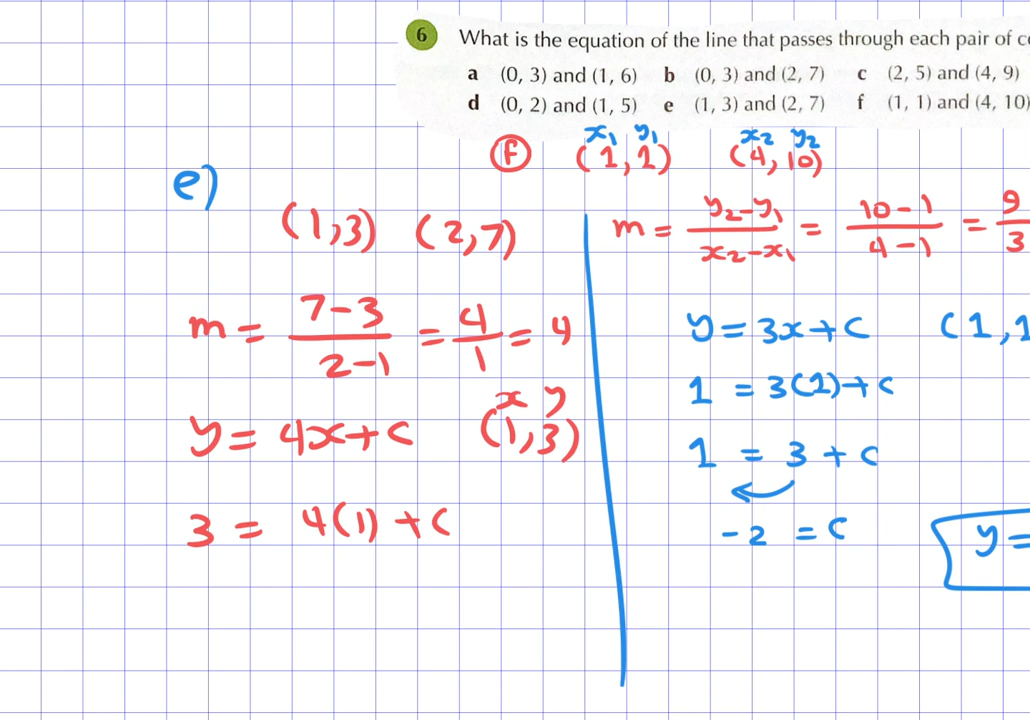 6 What is the equation of the line that passes through each pair of
a (0, 3) and (1, 6) b (0, 3) and (2, 7) c (2, 5) and (4, 9)
d (0, 2) and (1, 5) e (1, 3) and (2, 7) f (1, 1) and (4, 10)
x₁ y₁ x₂ y₂
f (1,1) (4,10)
e)
(1,3) (2,7)
m = 7-3/2-1 = 4/1 = 4
x y
y = 4x+c (1,3)
3 = 4(1) +c
m = y₂-y₁/x₂-x₁ = 10-1/4-1 = 9/3
y = 3x+c (1,1
1 = 3(1)+c
1 = 3 + c
-2 = c
y=